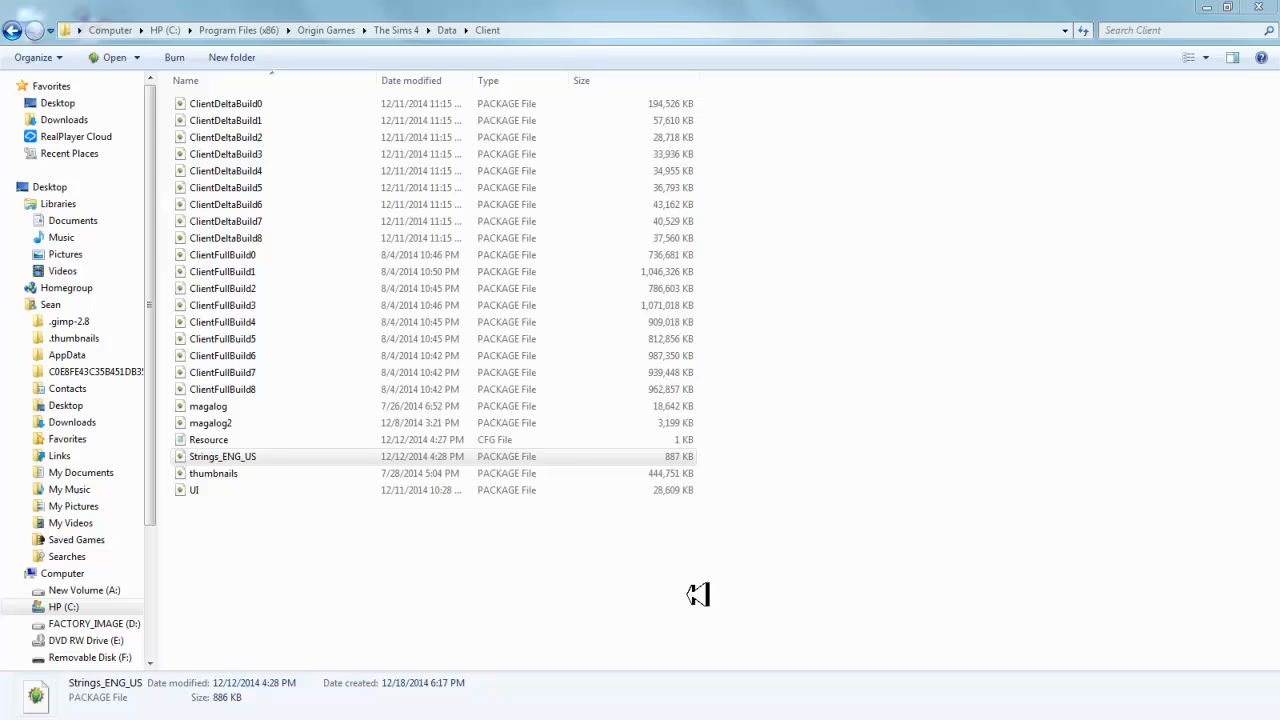 Computer HP (C:) Program Files (x86) Origin Games The Sims 4 Data Client Search Client
Organize Open Burn New folder
Name Date modified Type Size
Favorites
Desktop
Downloads
RealPlayer Cloud
Recent Places
Desktop
Libraries
Documents
Music
Pictures
Videos
Homegroup
Sean
.gimp-2.8
.thumbnails
AppData
C0E8FE43C35B451DB3
Contacts
Desktop
Downloads
Favorites
Links
My Documents
My Music
My Pictures
My Videos
Saved Games
Searches
Computer
New Volume (A:)
HP (C:)
FACTORY_IMAGE (D:)
DVD RW Drive (E:)
Removable Disk (F:)
ClientDeltaBuild0 12/11/2014 11:15 ... PACKAGE File 194,526 KB
ClientDeltaBuild1 12/11/2014 11:15 ... PACKAGE File 57,610 KB
ClientDeltaBuild2 12/11/2014 11:15 ... PACKAGE File 28,718 KB
ClientDeltaBuild3 12/11/2014 11:15 ... PACKAGE File 33,936 KB
ClientDeltaBuild4 12/11/2014 11:15 ... PACKAGE File 34,955 KB
ClientDeltaBuild5 12/11/2014 11:15 ... PACKAGE File 36,793 KB
ClientDeltaBuild6 12/11/2014 11:15 ... PACKAGE File 43,162 KB
ClientDeltaBuild7 12/11/2014 11:15 ... PACKAGE File 40,529 KB
ClientDeltaBuild8 12/11/2014 11:15 ... PACKAGE File 37,560 KB
ClientFullBuild0 8/4/2014 10:46 PM PACKAGE File 736,681 KB
ClientFullBuild1 8/4/2014 10:50 PM PACKAGE File 1,046,326 KB
ClientFullBuild2 8/4/2014 10:45 PM PACKAGE File 786,603 KB
ClientFullBuild3 8/4/2014 10:46 PM PACKAGE File 1,071,018 KB
ClientFullBuild4 8/4/2014 10:45 PM PACKAGE File 909,018 KB
ClientFullBuild5 8/4/2014 10:45 PM PACKAGE File 812,856 KB
ClientFullBuild6 8/4/2014 10:42 PM PACKAGE File 987,350 KB
ClientFullBuild7 8/4/2014 10:42 PM PACKAGE File 939,448 KB
ClientFullBuild8 8/4/2014 10:42 PM PACKAGE File 962,857 KB
magalog 7/26/2014 6:52 PM PACKAGE File 18,642 KB
magalog2 12/8/2014 3:21 PM PACKAGE File 3,199 KB
Resource 12/12/2014 4:27 PM CFG File 1 KB
Strings_ENG_US 12/12/2014 4:28 PM PACKAGE File 887 KB
thumbnails 7/28/2014 5:04 PM PACKAGE File 444,751 KB
UI 12/11/2014 10:28 ... PACKAGE File 28,609 KB
Strings_ENG_US Date modified: 12/12/2014 4:28 PM Date created: 12/18/2014 6:17 PM
PACKAGE File Size: 886 KB